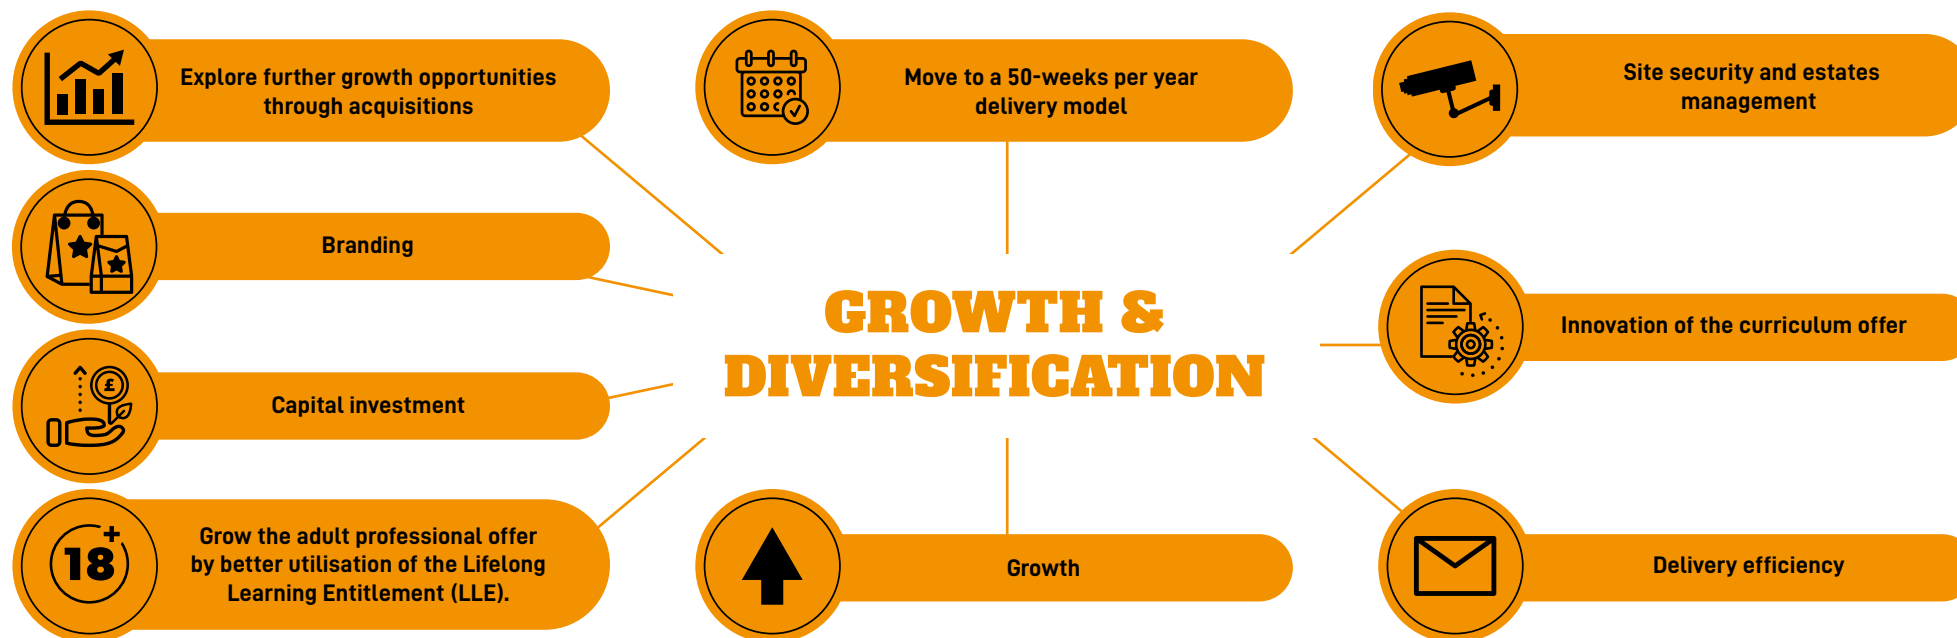 Explore further growth opportunities
through acquisitions
Move to a 50-weeks per year
delivery model
Site security and estates
management
Branding
GROWTH &
DIVERSIFICATION
Innovation of the curriculum offer
£
Capital investment
18+
Grow the adult professional offer
by better utilisation of the Lifelong
Learning Entitlement (LLE).
Growth
Delivery efficiency